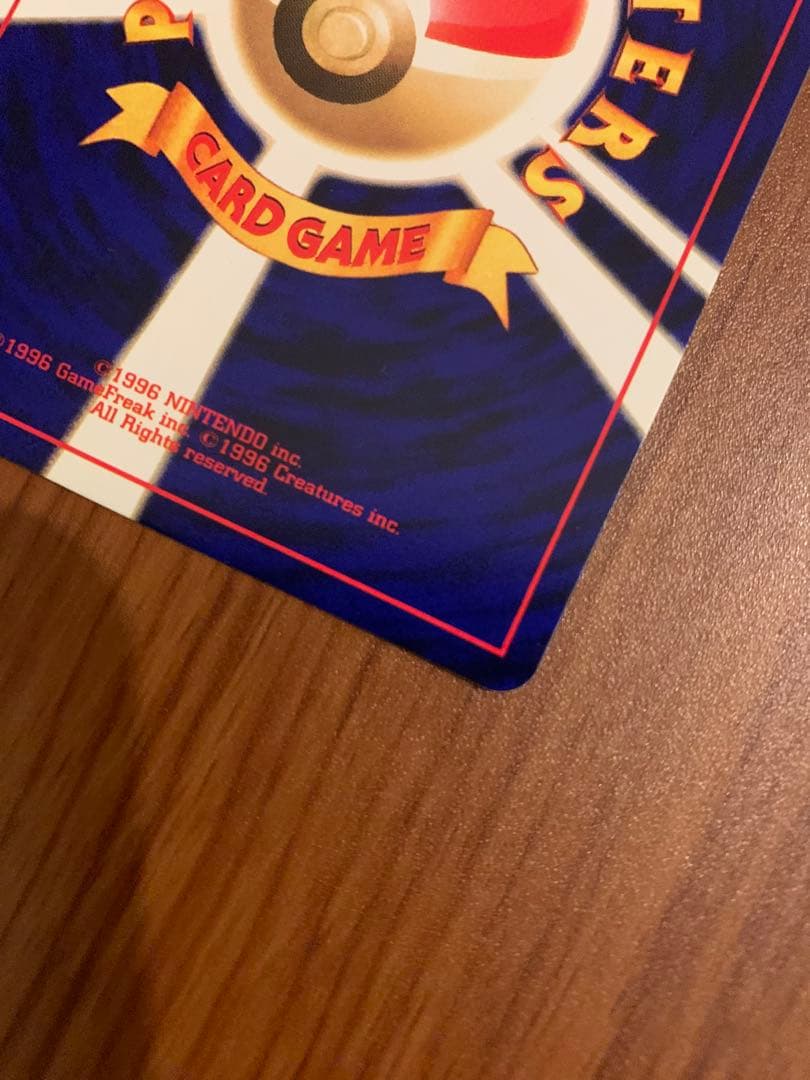 P
TERS
CARD GAME
©1996 NINTENDO inc.
©1996 GameFreak inc. ©1996 Creatures inc.
All Rights reserved.